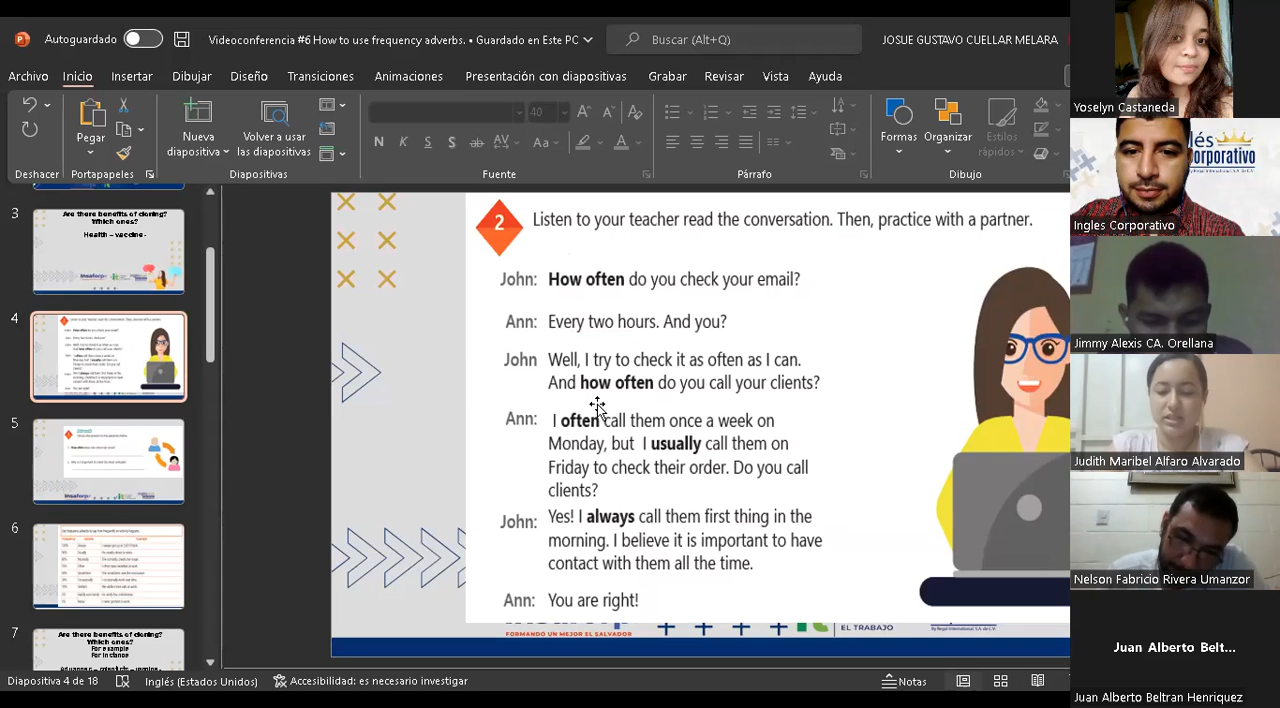 Autoguardado
Videoconferencia #6 How to use frequency adverbs. • Guardado en Este PC
Buscar (Alt+Q)
JOSUE GUSTAVO CUELLAR MELARA
Archivo Inicio Insertar Dibujar Diseño Transiciones Animaciones Presentación con diapositivas Grabar Revisar Vista Ayuda
Pegar
Nueva diapositiva
Volver a usar las diapositivas
40
N K S ab AV Aa A
Formas
Organizar
Estilos rápidos
Deshacer Portapapeles Diapositivas Fuente Párrafo Dibujo
3
Are there benefits of cloning?
Which ones?
Health – vaccine-
4
5
6
7
Are there benefits of cloning?
Which ones?
For example
For instance
2
Listen to your teacher read the conversation. Then, practice with a partner.
John: How often do you check your email?
Ann: Every two hours. And you?
John: Well, I try to check it as often as I can.
And how often do you call your clients?
Ann: I often call them once a week on
Monday, but I usually call them on
Friday to check their order. Do you call
clients?
John: Yes! I always call them first thing in the
morning. I believe it is important to have
contact with them all the time.
Ann: You are right!
FORMANDO UN MEJOR EL SALVADOR
EL TRABAJO
Diapositiva 4 de 18
Inglés (Estados Unidos)
Accesibilidad: es necesario investigar
Notas
Yoselyn Castaneda
Ingles Corporativo
Jimmy Alexis CA. Orellana
Judith Maribel Alfaro Alvarado
Nelson Fabricio Rivera Umanzor
Juan Alberto Belt...
Juan Alberto Beltran Henriquez